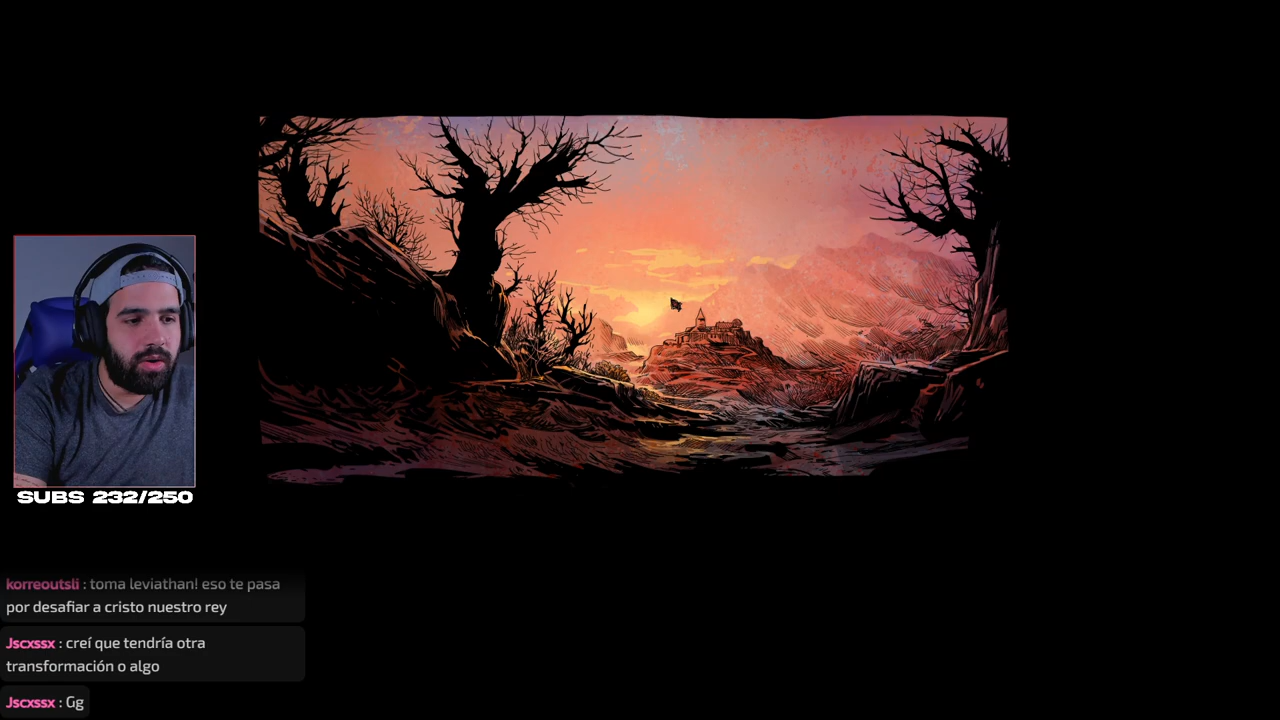 SUBS 232/250
korreoutsli : toma leviathan! eso te pasa
por desafiar a cristo nuestro rey
Jscxssx : creí que tendría otra
transformación o algo
Jscxssx : Gg